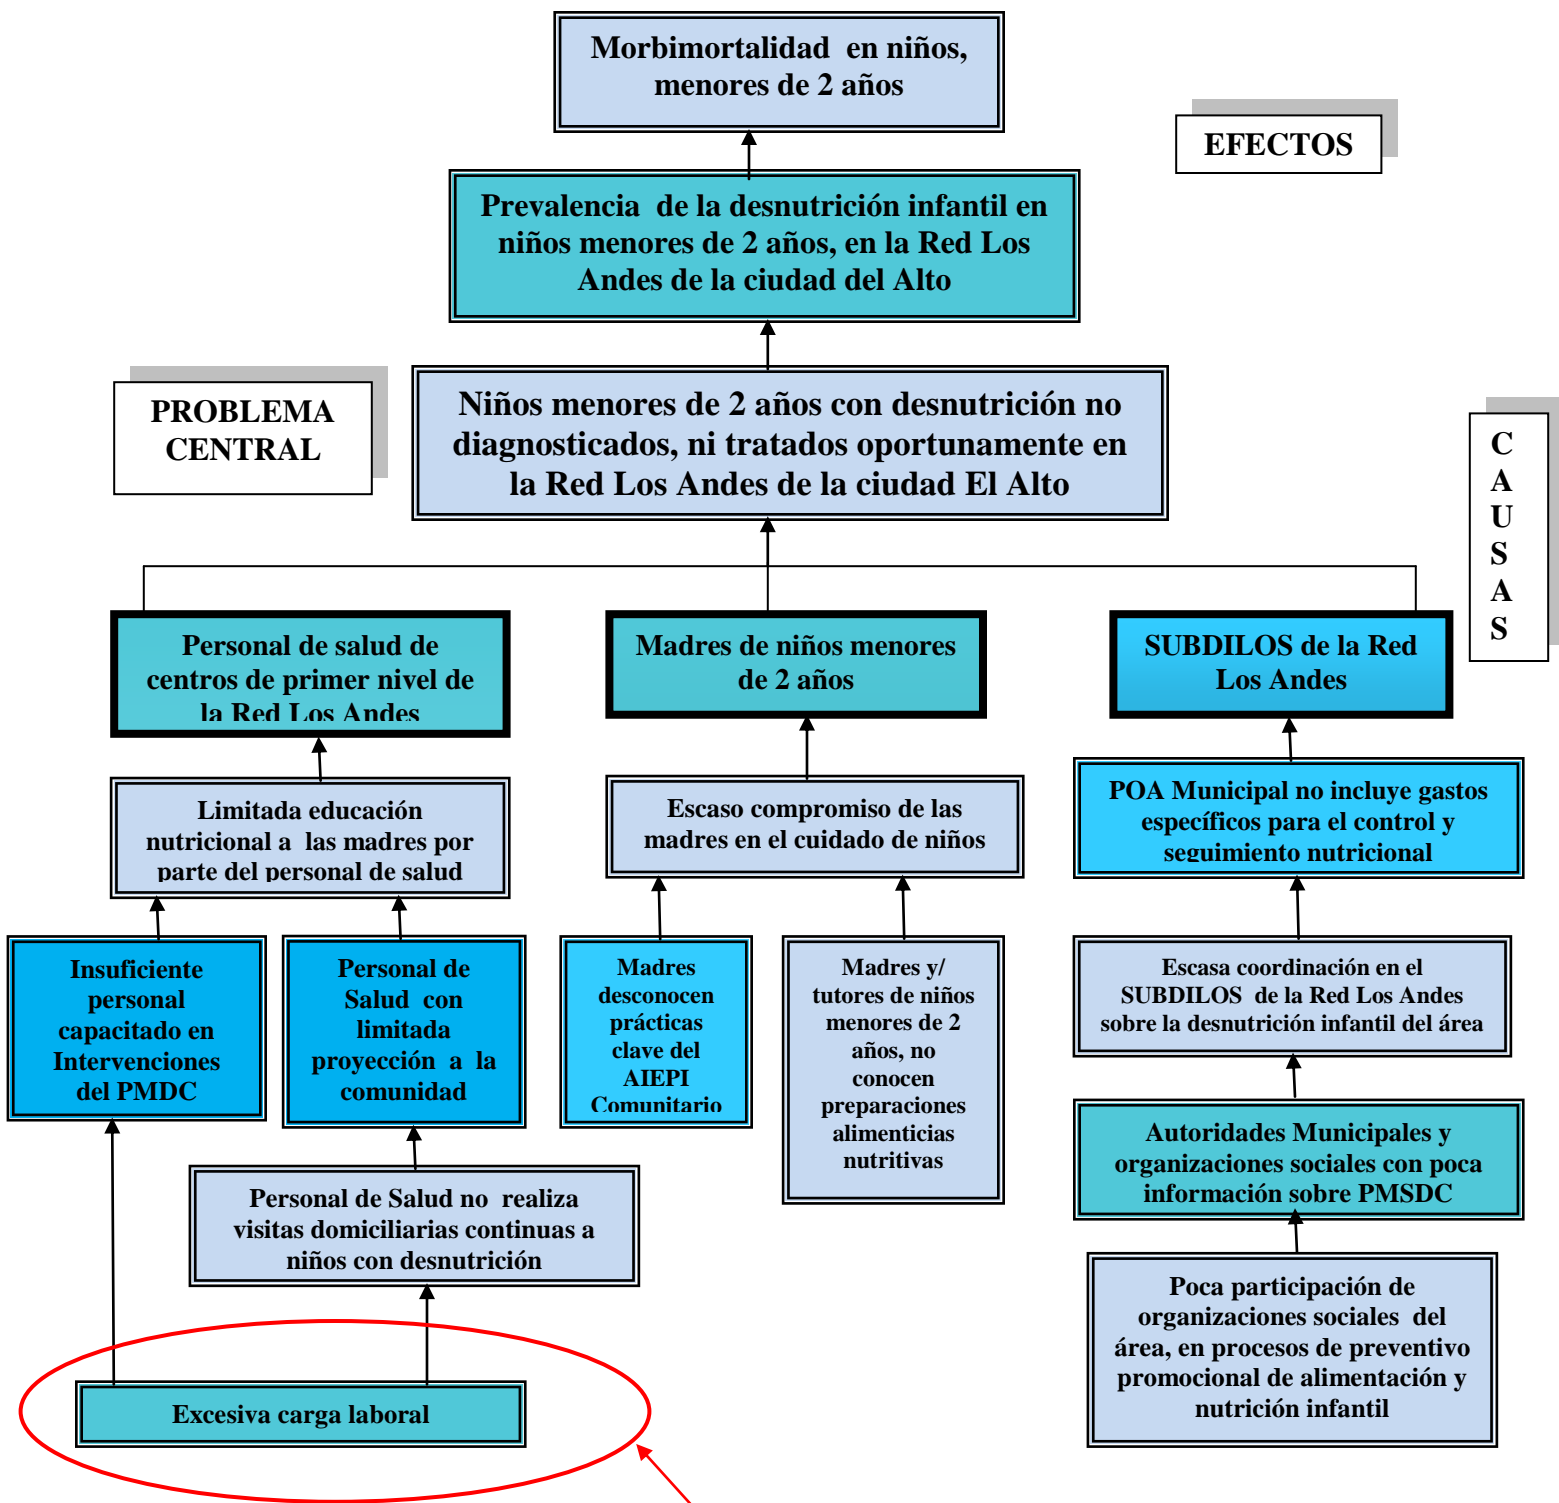 Morbimortalidad en niños,
menores de 2 años
EFECTOS
Prevalencia de la desnutrición infantil en
niños menores de 2 años, en la Red Los
Andes de la ciudad del Alto
PROBLEMA
CENTRAL
Niños menores de 2 años con desnutrición no
diagnosticados, ni tratados oportunamente en
la Red Los Andes de la ciudad El Alto
C
A
U
S
A
S
Personal de salud de
centros de primer nivel de
la Red Los Andes
Madres de niños menores
de 2 años
SUBDILOS de la Red
Los Andes
Limitada educación
nutricional a las madres por
parte del personal de salud
Escaso compromiso de las
madres en el cuidado de niños
POA Municipal no incluye gastos
específicos para el control y
seguimiento nutricional
Insuficiente
personal
capacitado en
Intervenciones
del PMDC
Personal de
Salud con
limitada
proyección a la
comunidad
Madres
desconocen
prácticas
clave del
AIEPI
Comunitario
Madres y/
tutores de niños
menores de 2
años, no
conocen
preparaciones
alimenticias
nutritivas
Escasa coordinación en el
SUBDILOS de la Red Los Andes
sobre la desnutrición infantil del área
Autoridades Municipales y
organizaciones sociales con poca
información sobre PMSDC
Personal de Salud no realiza
visitas domiciliarias continuas a
niños con desnutrición
Poca participación de
organizaciones sociales del
área, en procesos de preventivo
promocional de alimentación y
nutrición infantil
Excesiva carga laboral